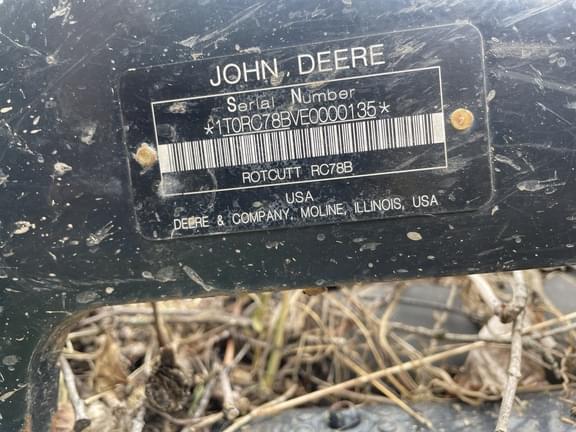 JOHN DEERE
Serial Number
*1T0RC78BVE0000135*
ROTCUTT RC78B
USA
DEERE & COMPANY, MOLINE, ILLINOIS, USA